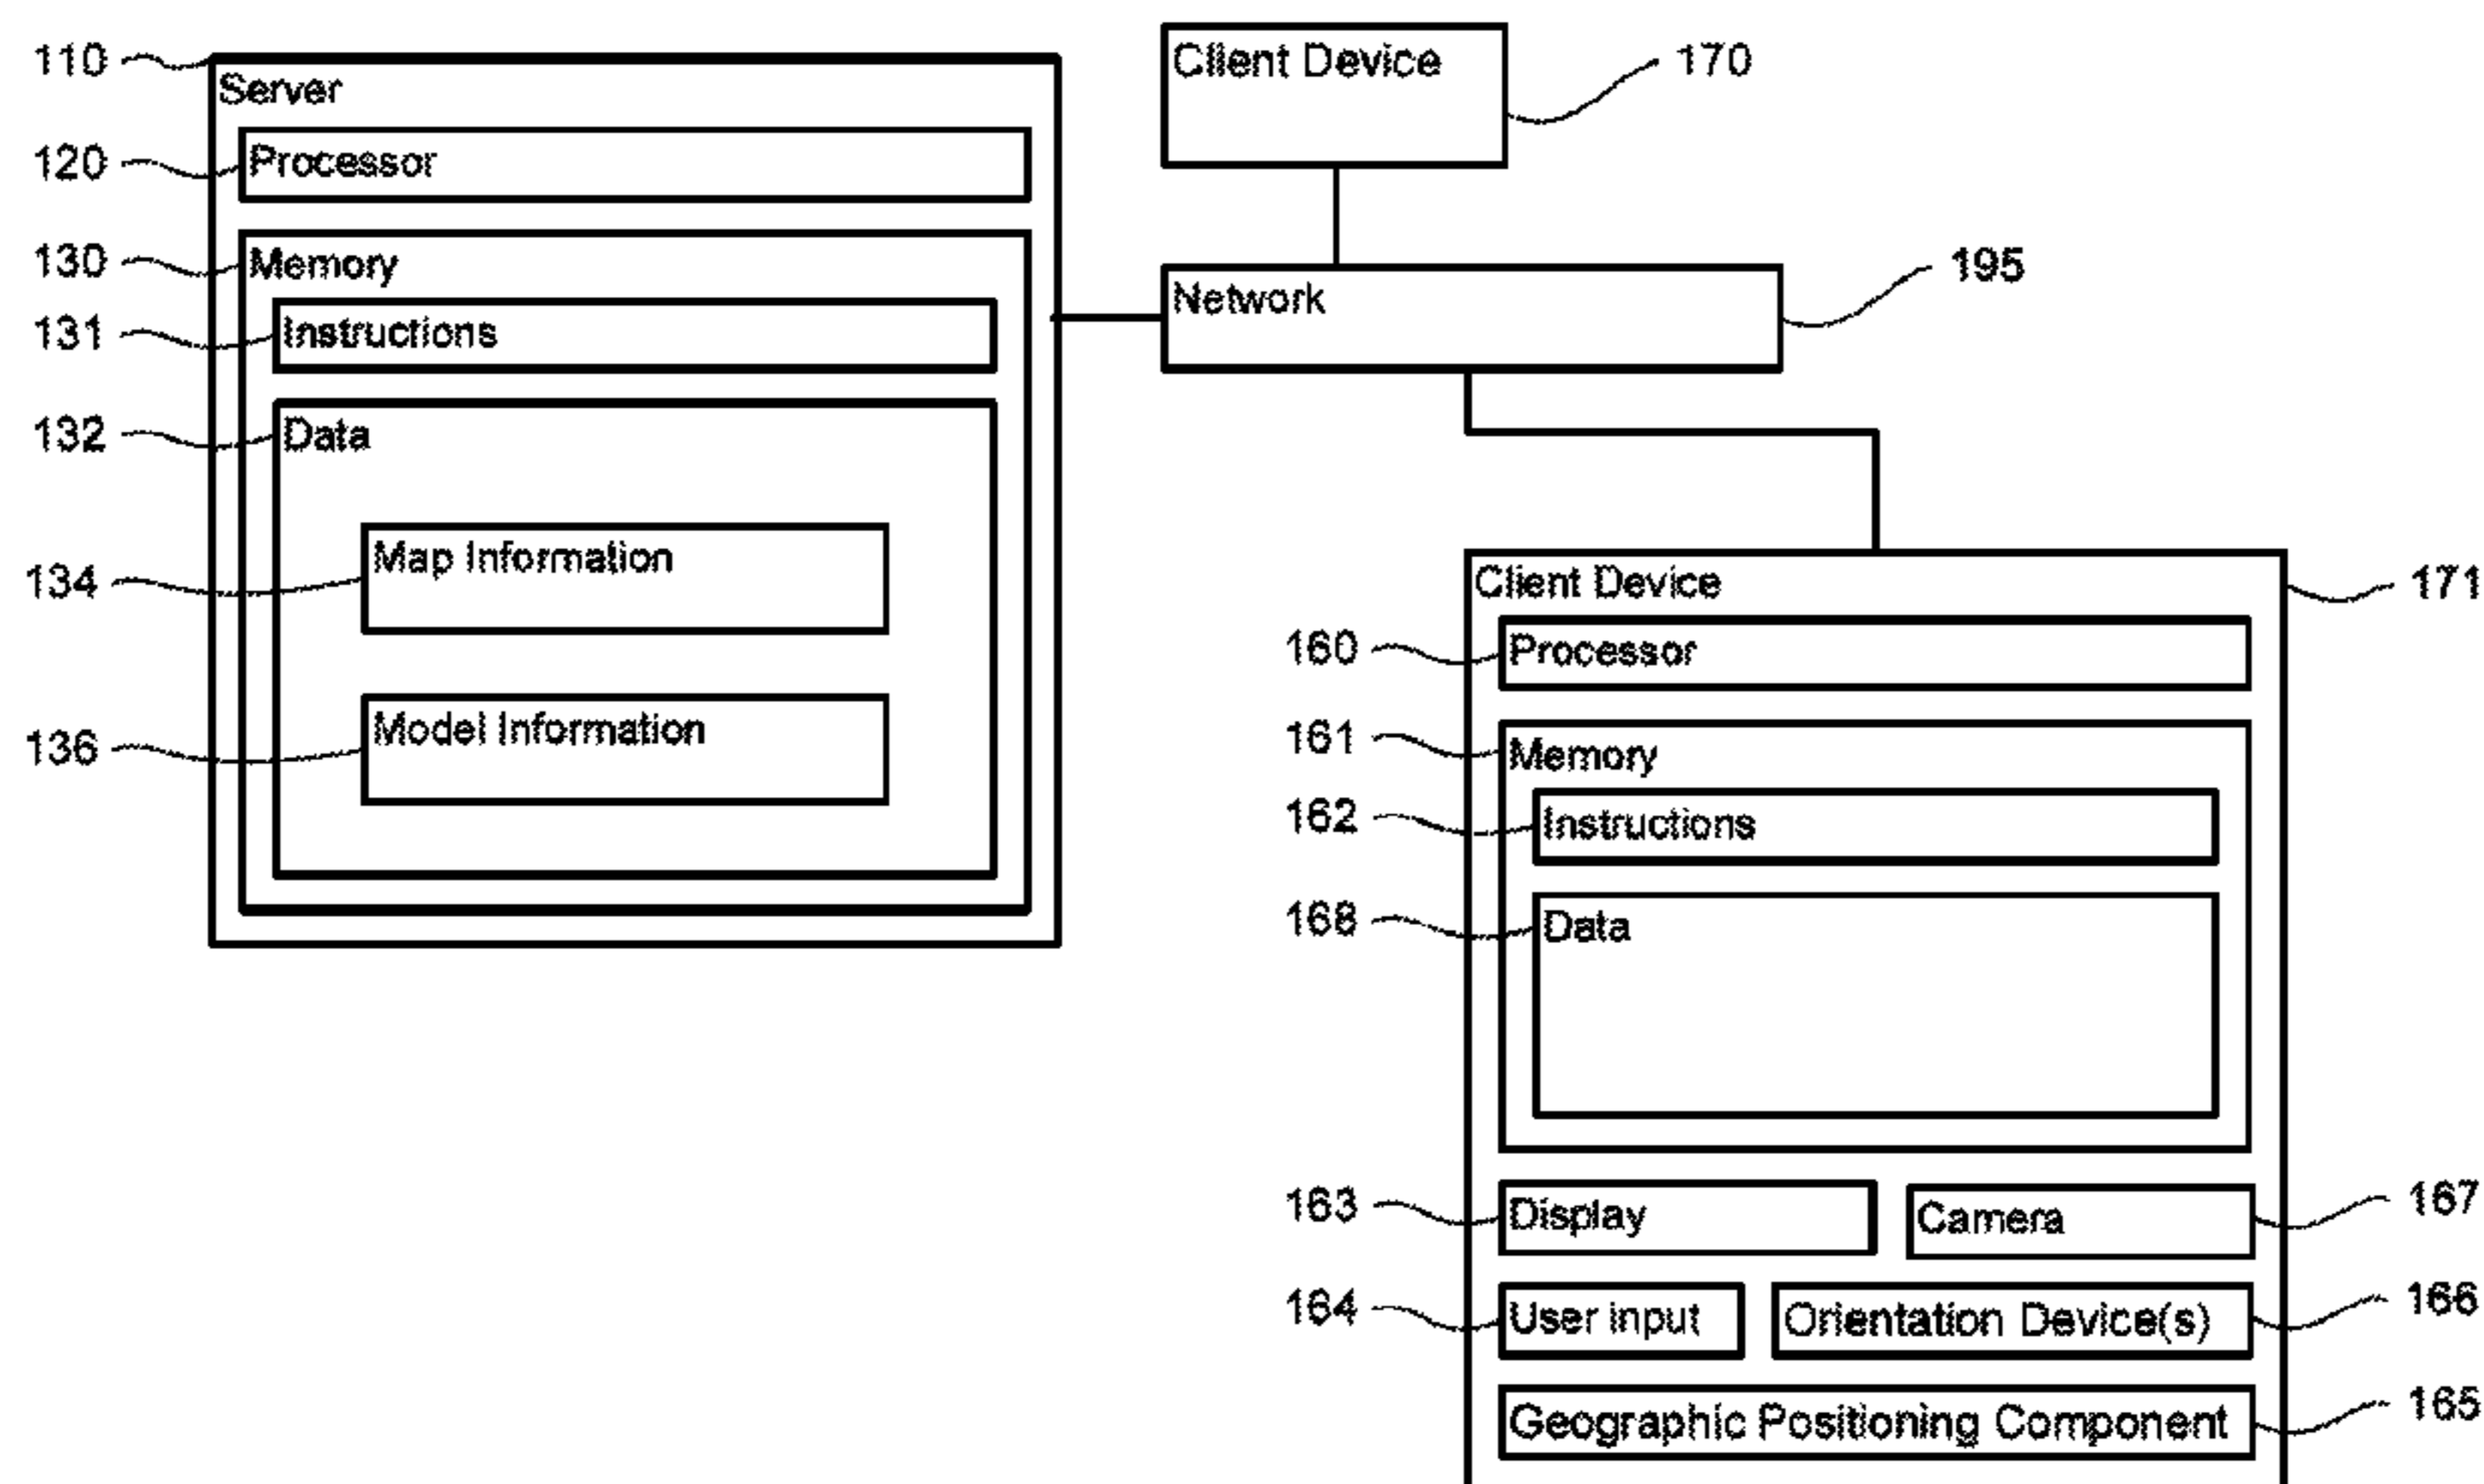 110
Server
120
Processor
130
Memory
131
Instructions
132
Data
134
Map Information
136
Model Information
Client Device
170
Network
195
Client Device
171
160
Processor
161
Memory
162
Instructions
168
Data
163
Display
Camera
167
164
User input
Orientation Device(s)
166
Geographic Positioning Component
165